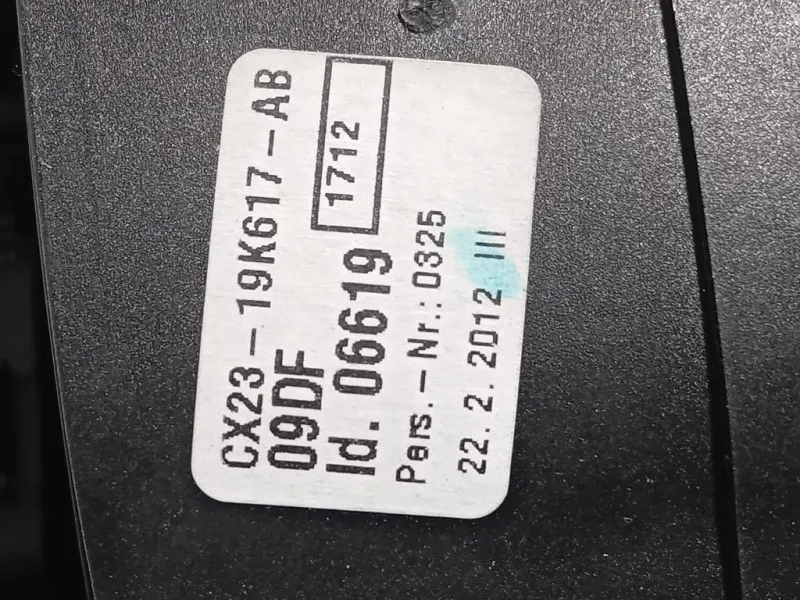 CX23-19K617-AB
09DF
Id. 06619 1712
Pers.-Nr.: 0325
22.2.2012 III